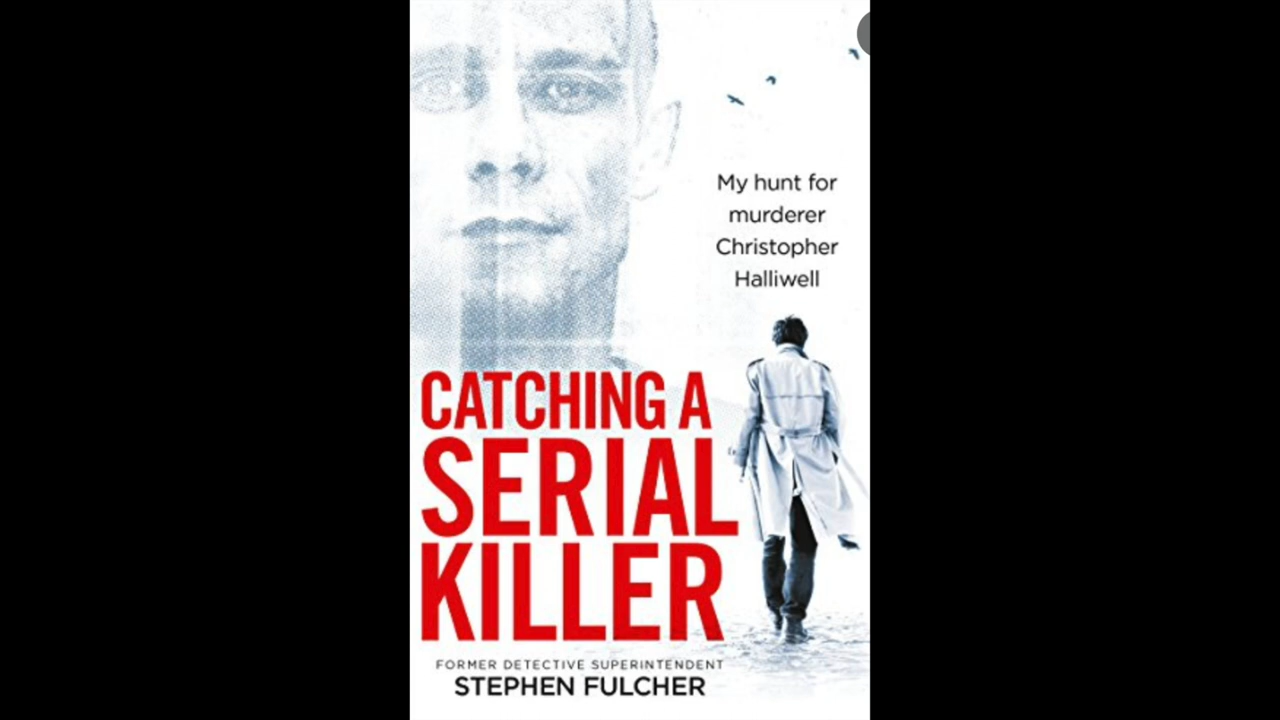 My hunt for
murderer
Christopher
Halliwell
CATCHING A
SERIAL
KILLER
FORMER DETECTIVE SUPERINTENDENT
STEPHEN FULCHER